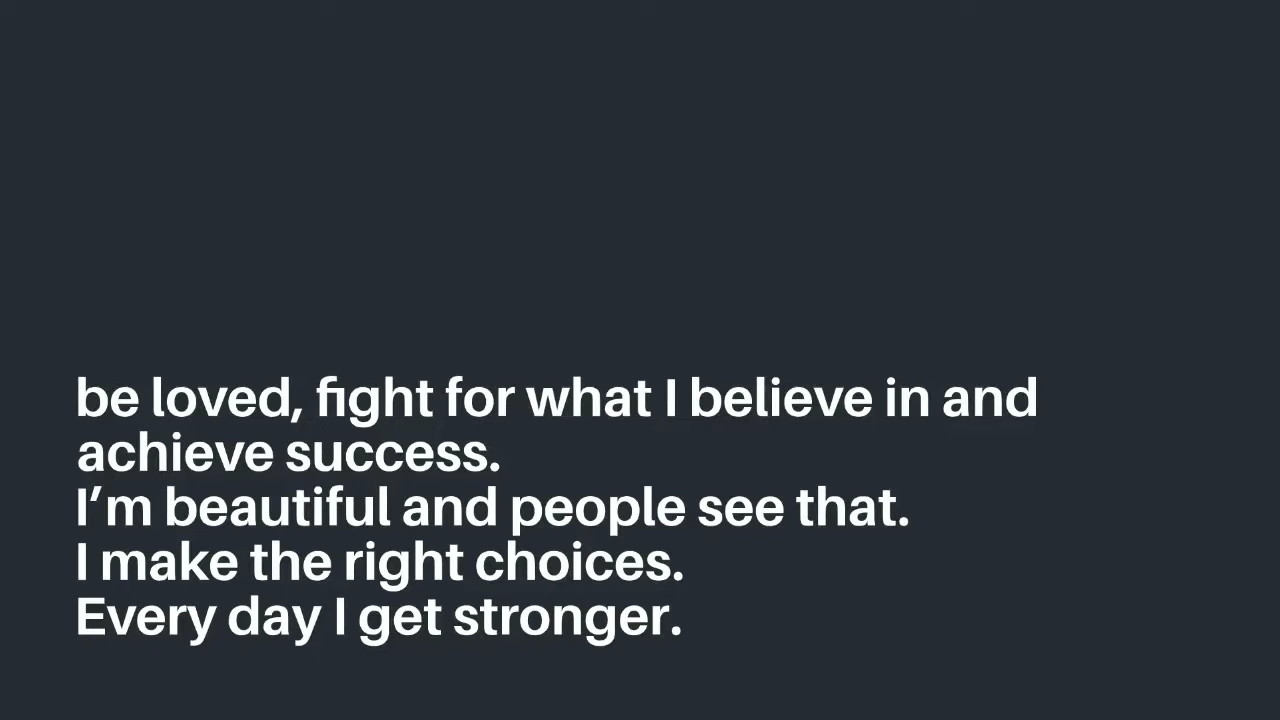 be loved, fight for what I believe in and
achieve success.
I’m beautiful and people see that.
I make the right choices.
Every day I get stronger.